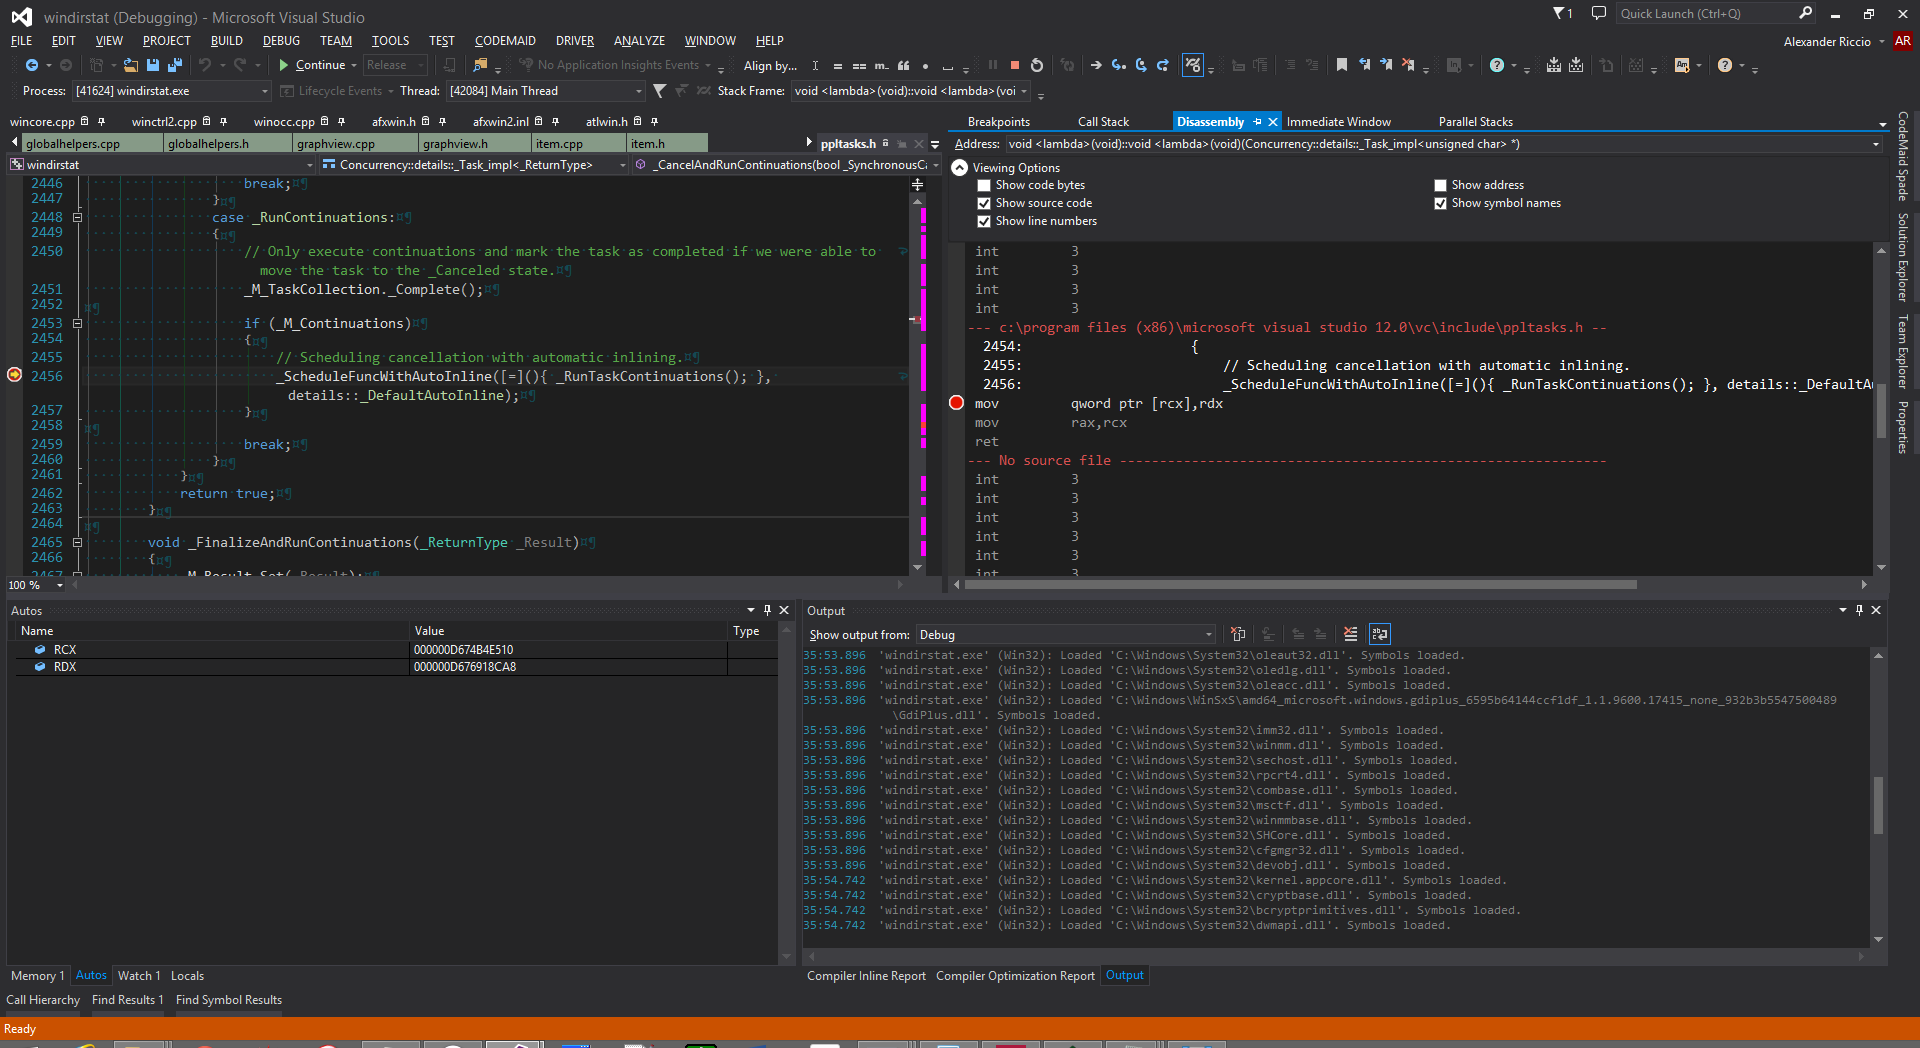 windirstat (Debugging) - Microsoft Visual Studio
1
Quick Launch (Ctrl+Q)
FILE EDIT VIEW PROJECT BUILD DEBUG TEAM TOOLS TEST CODEMAID DRIVER ANALYZE WINDOW HELP
Alexander Riccio AR
Continue Release No Application Insights Events Align by...
Process: [41624] windirstat.exe Lifecycle Events Thread: [42084] Main Thread Stack Frame: void <lambda>(void)::void <lambda>(voi
wincore.cpp winctrl2.cpp winocc.cpp afxwin.h afxwin2.inl atlwin.h
globalhelpers.cpp globalhelpers.h graphview.cpp graphview.h item.cpp item.h ppltasks.h
windirstat Concurrency::details::_Task_impl<_ReturnType> _CancelAndRunContinuations(bool _SynchronousCa
2446 break;
2447 }
2448 case _RunContinuations:
2449 {
2450 // Only execute continuations and mark the task as completed if we were able to
move the task to the _Canceled state.
2451 _M_TaskCollection._Complete();
2452
2453 if (_M_Continuations)
2454 {
2455 // Scheduling cancellation with automatic inlining.
2456 _ScheduleFuncWithAutoInline([=](){ _RunTaskContinuations(); },
details::_DefaultAutoInline);
2457 }
2458
2459 break;
2460 }
2461 }
2462 return true;
2463 }
2464
2465 void _FinalizeAndRunContinuations(_ReturnType _Result)
2466 {
2467 _M_Result.Set(_Result);
100 %
Breakpoints Call Stack Disassembly Immediate Window Parallel Stacks
Address: void <lambda>(void)::void <lambda>(void)(Concurrency::details::_Task_impl<unsigned char> *)
Viewing Options
Show code bytes Show address
Show source code Show symbol names
Show line numbers
int 3
int 3
int 3
int 3
--- c:\program files (x86)\microsoft visual studio 12.0\vc\include\ppltasks.h --
2454: {
2455: // Scheduling cancellation with automatic inlining.
2456: _ScheduleFuncWithAutoInline([=](){ _RunTaskContinuations(); }, details::_DefaultAu
mov qword ptr [rcx],rdx
mov rax,rcx
ret
--- No source file -------------------------------------------------------------
int 3
int 3
int 3
int 3
int 3
int 3
CodeMaid Spade
Solution Explorer
Team Explorer
Properties
Autos
Name Value Type
RCX 000000D674B4E510
RDX 000000D676918CA8
Memory 1 Autos Watch 1 Locals
Output
Show output from: Debug
35:53.896 'windirstat.exe' (Win32): Loaded 'C:\Windows\System32\oleaut32.dll'. Symbols loaded.
35:53.896 'windirstat.exe' (Win32): Loaded 'C:\Windows\System32\oledlg.dll'. Symbols loaded.
35:53.896 'windirstat.exe' (Win32): Loaded 'C:\Windows\System32\oleacc.dll'. Symbols loaded.
35:53.896 'windirstat.exe' (Win32): Loaded 'C:\Windows\WinSxS\amd64_microsoft.windows.gdiplus_6595b64144ccf1df_1.1.9600.17415_none_932b3b5547500489
\GdiPlus.dll'. Symbols loaded.
35:53.896 'windirstat.exe' (Win32): Loaded 'C:\Windows\System32\imm32.dll'. Symbols loaded.
35:53.896 'windirstat.exe' (Win32): Loaded 'C:\Windows\System32\winmm.dll'. Symbols loaded.
35:53.896 'windirstat.exe' (Win32): Loaded 'C:\Windows\System32\sechost.dll'. Symbols loaded.
35:53.896 'windirstat.exe' (Win32): Loaded 'C:\Windows\System32\rpcrt4.dll'. Symbols loaded.
35:53.896 'windirstat.exe' (Win32): Loaded 'C:\Windows\System32\combase.dll'. Symbols loaded.
35:53.896 'windirstat.exe' (Win32): Loaded 'C:\Windows\System32\msctf.dll'. Symbols loaded.
35:53.896 'windirstat.exe' (Win32): Loaded 'C:\Windows\System32\winmmbase.dll'. Symbols loaded.
35:53.896 'windirstat.exe' (Win32): Loaded 'C:\Windows\System32\SHCore.dll'. Symbols loaded.
35:53.896 'windirstat.exe' (Win32): Loaded 'C:\Windows\System32\cfgmgr32.dll'. Symbols loaded.
35:53.896 'windirstat.exe' (Win32): Loaded 'C:\Windows\System32\devobj.dll'. Symbols loaded.
35:54.742 'windirstat.exe' (Win32): Loaded 'C:\Windows\System32\kernel.appcore.dll'. Symbols loaded.
35:54.742 'windirstat.exe' (Win32): Loaded 'C:\Windows\System32\cryptbase.dll'. Symbols loaded.
35:54.742 'windirstat.exe' (Win32): Loaded 'C:\Windows\System32\bcryptprimitives.dll'. Symbols loaded.
35:54.742 'windirstat.exe' (Win32): Loaded 'C:\Windows\System32\dwmapi.dll'. Symbols loaded.
Compiler Inline Report Compiler Optimization Report Output
Call Hierarchy Find Results 1 Find Symbol Results
Ready